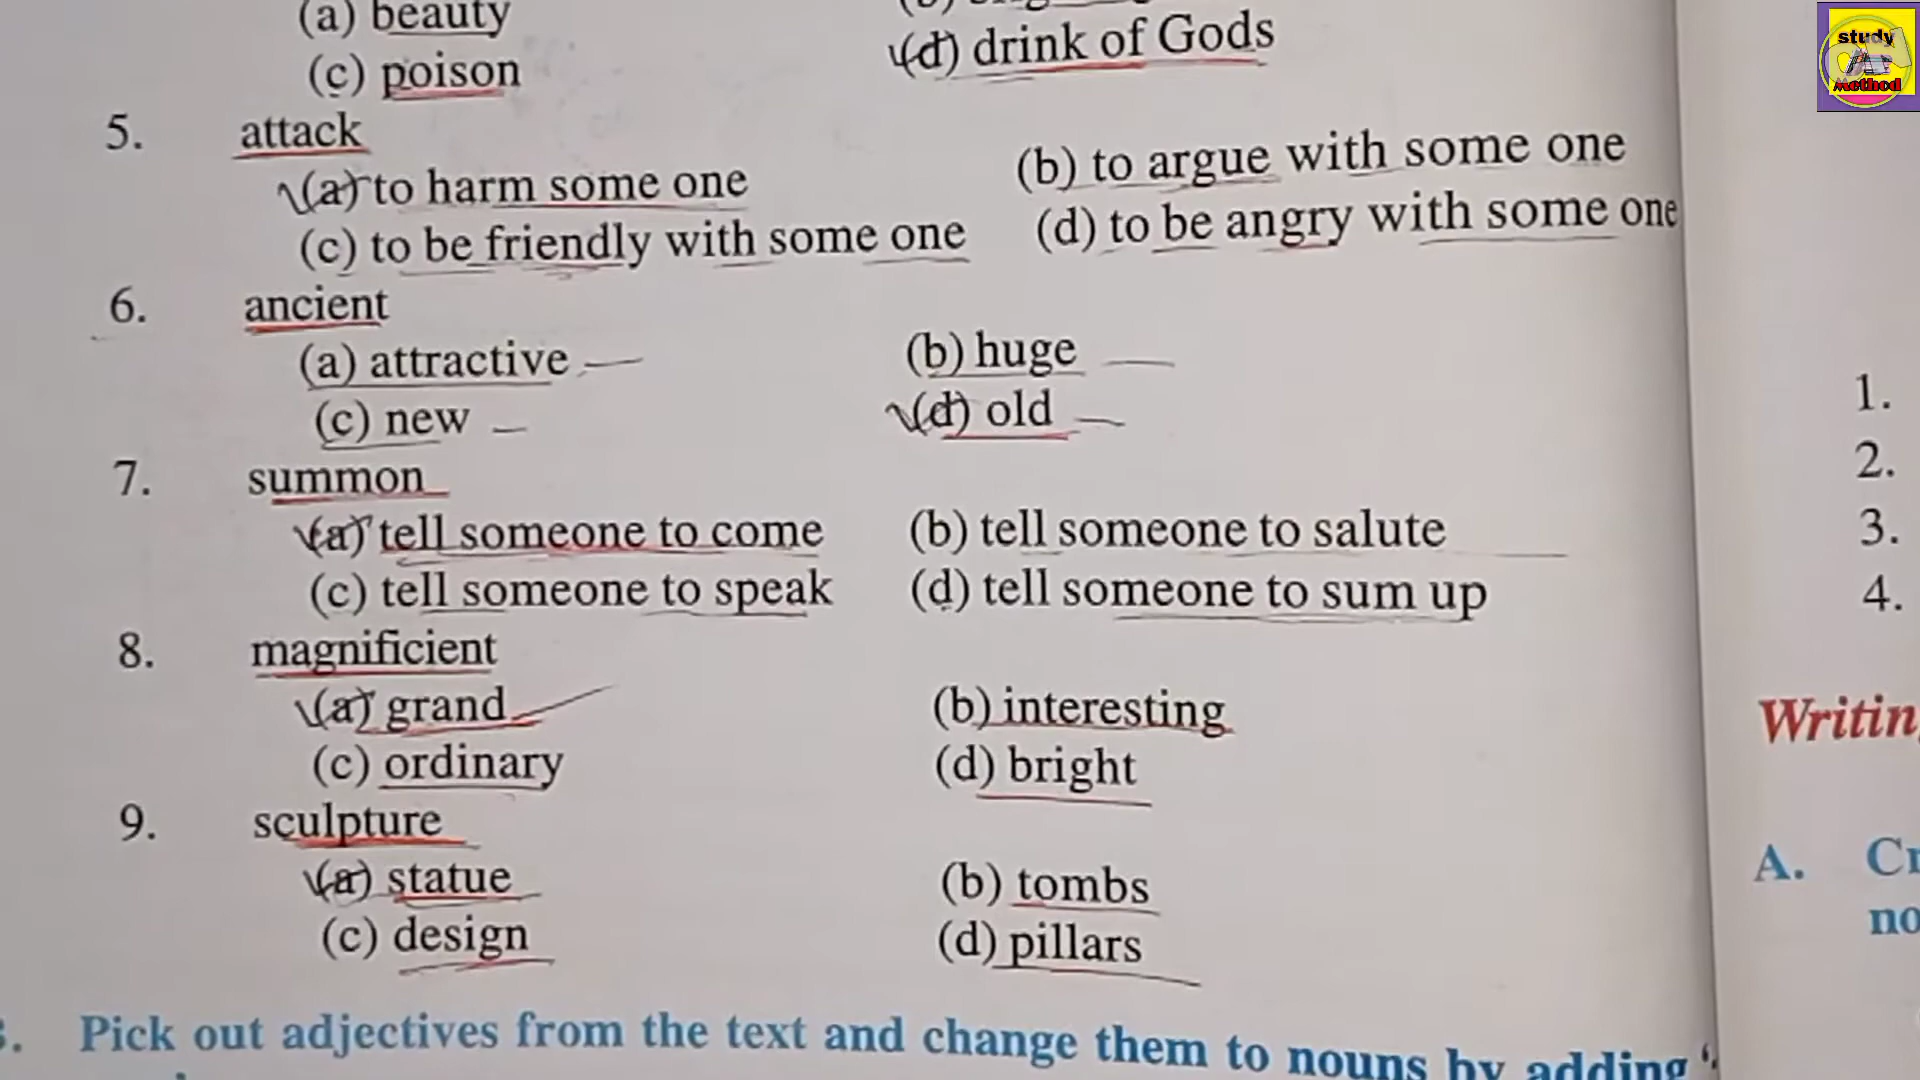 (a) beauty
(c) poison (d) drink of Gods
5. attack
(a) to harm some one (b) to argue with some one
(c) to be friendly with some one (d) to be angry with some one
6. ancient
(a) attractive (b) huge
(c) new (d) old
7. summon
(a) tell someone to come (b) tell someone to salute
(c) tell someone to speak (d) tell someone to sum up
8. magnificient
(a) grand (b) interesting
(c) ordinary (d) bright
9. sculpture
(a) statue (b) tombs
(c) design (d) pillars
Pick out adjectives from the text and change them to nouns by adding
1.
2.
3.
4.
A.
study
Method